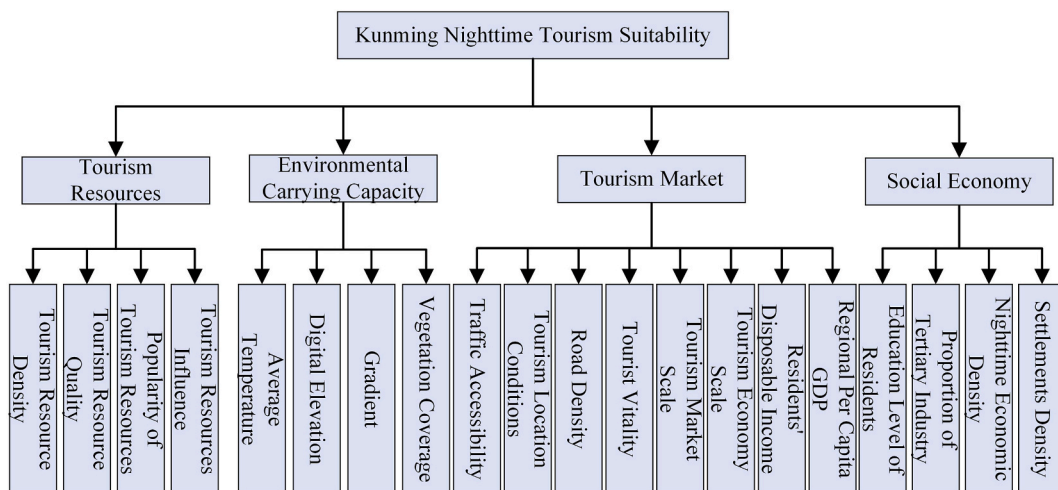 Kunming Nighttime Tourism Suitability
Tourism
Resources
Environmental
Carrying Capacity
Tourism Market
Social Economy
Tourism Resource
Density
Tourism Resource
Quality
Popularity of
Tourism Resources
Tourism Resources
Influence
Average
Temperature
Digital Elevation
Gradient
Vegetation Coverage
Traffic Accessibility
Tourism Location
Conditions
Road Density
Tourist Vitality
Tourism Market
Scale
Tourism Economy
Scale
Residents'
Disposable Income
Regional Per Capita
GDP
Education Level of
Residents
Proportion of
Tertiary Industry
Nighttime Economic
Density
Settlements Density